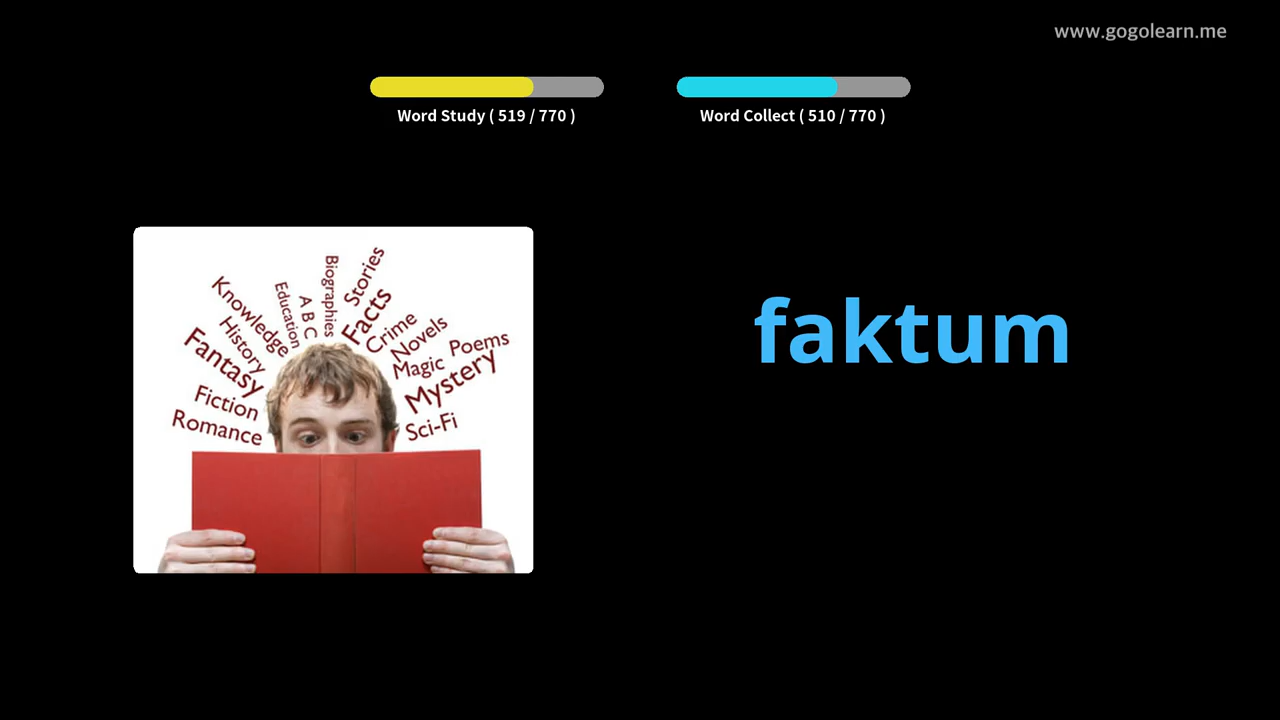 www.gogolearn.me
Word Study ( 519 / 770 )
Word Collect ( 510 / 770 )
faktum
Biographies
Stories
Education
A B C
Facts
Knowledge
Crime
History
Novels
Poems
Fantasy
Magic
Mystery
Fiction
Romance
Sci-Fi